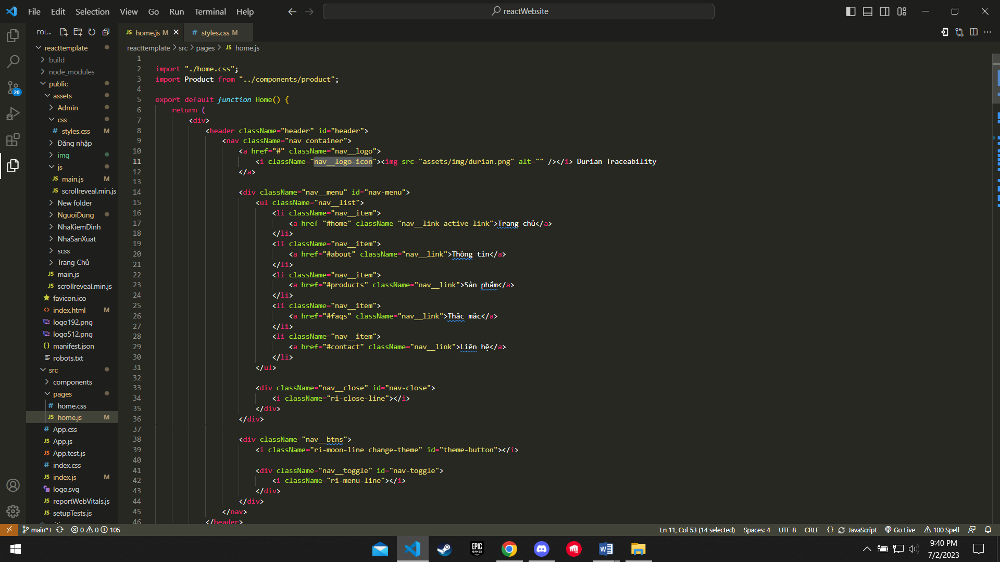 File Edit Selection View Go Run Terminal Help
reactWebsite
FOL...
JS home.js M
# styles.css M
reacttemplate > src > pages > JS home.js
reacttemplate
build
node_modules
public
assets
Admin
css
# styles.css M
Đăng nhập
img
js
JS main.js M
JS scrollreveal.min.js
New folder
NguoiDung
NhaKiemDinh
NhaSanXuat
scss
Trang Chủ
JS main.js
JS scrollreveal.min.js
favicon.ico
<> index.html M
logo192.png
logo512.png
{} manifest.json
robots.txt
src
components
pages
# home.css
JS home.js M
# App.css
JS App.js
JS App.test.js
# index.css
JS index.js M
logo.svg
JS reportWebVitals.js
JS setupTests.js
20
1
2 import "./home.css";
3 import Product from "../components/product";
4
5 export default function Home() {
6 return (
7 <div>
8 <header className="header" id="header">
9 <nav className="nav container">
10 <a href="#" className="nav__logo">
11 <i className="nav__logo-icon"><img src="assets/img/durian.png" alt="" /></i> Durian Traceability
12 </a>
13
14 <div className="nav__menu" id="nav-menu">
15 <ul className="nav__list">
16 <li className="nav__item">
17 <a href="#home" className="nav__link active-link">Trang chủ</a>
18 </li>
19 <li className="nav__item">
20 <a href="#about" className="nav__link">Thông tin</a>
21 </li>
22 <li className="nav__item">
23 <a href="#products" className="nav__link">Sản phẩm</a>
24 </li>
25 <li className="nav__item">
26 <a href="#faqs" className="nav__link">Thắc mắc</a>
27 </li>
28 <li className="nav__item">
29 <a href="#contact" className="nav__link">Liên hệ</a>
30 </li>
31 </ul>
32
33 <div className="nav__close" id="nav-close">
34 <i className="ri-close-line"></i>
35 </div>
36 </div>
37
38 <div className="nav__btns">
39 <i className="ri-moon-line change-theme" id="theme-button"></i>
40
41 <div className="nav__toggle" id="nav-toggle">
42 <i className="ri-menu-line"></i>
43 </div>
44 </div>
45 </nav>
46 </header>
main*+ 0 0 105
Ln 11, Col 53 (14 selected) Spaces: 4 UTF-8 CRLF {} JavaScript Go Live 100 Spell
EPIC GAMES
W
9:40 PM
7/2/2023